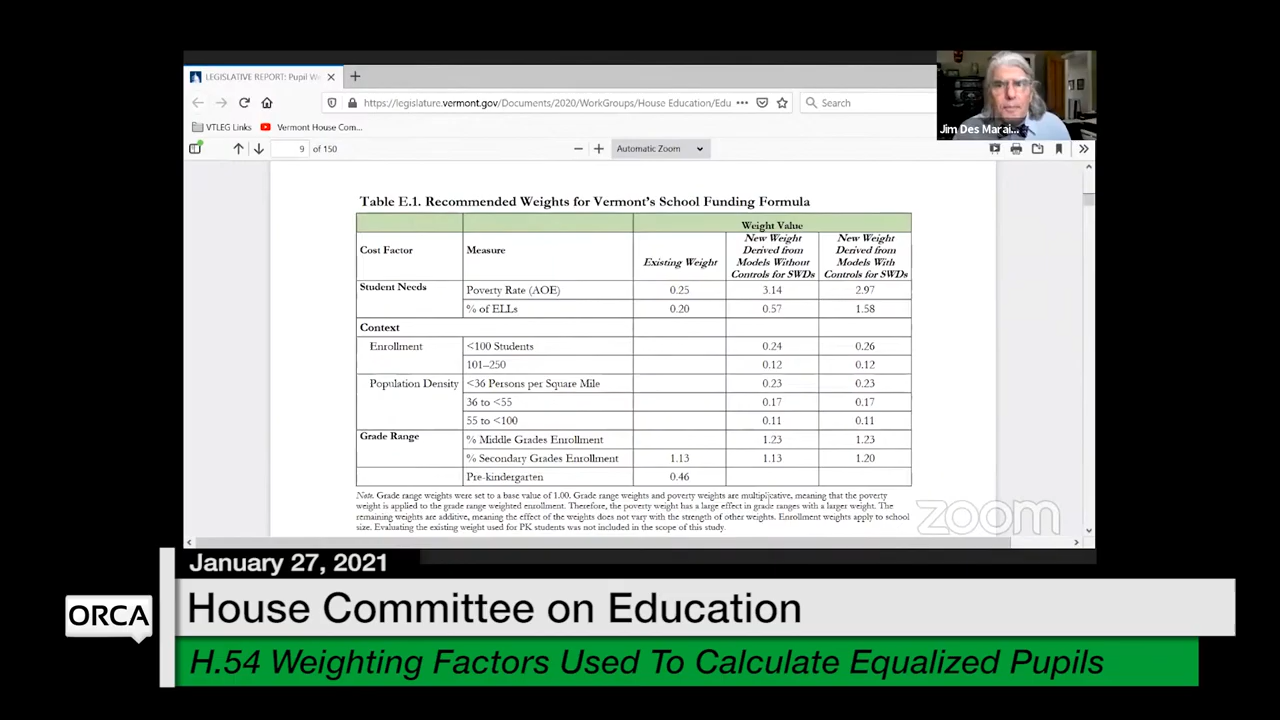 LEGISLATIVE REPORT: Pupil We
https://legislature.vermont.gov/Documents/2020/WorkGroups/House Education/Edu
Search
VTLEG Links
Vermont House Com...
Jim Des Marai...
9 of 150
Automatic Zoom
Table E.1. Recommended Weights for Vermont's School Funding Formula
Weight Value
Cost Factor
Measure
Existing Weight
New Weight
Derived from
Models Without
Controls for SWDs
New Weight
Derived from
Models With
Controls for SWDs
Student Needs Poverty Rate (AOE) 0.25 3.14 2.97
% of ELLs 0.20 0.57 1.58
Context
Enrollment <100 Students 0.24 0.26
101–250 0.12 0.12
Population Density <36 Persons per Square Mile 0.23 0.23
36 to <55 0.17 0.17
55 to <100 0.11 0.11
Grade Range % Middle Grades Enrollment 1.23 1.23
% Secondary Grades Enrollment 1.13 1.13 1.20
Pre-kindergarten 0.46
Note. Grade range weights were set to a base value of 1.00. Grade range weights and poverty weights are multiplicative, meaning that the poverty
weight is applied to the grade range weighted enrollment. Therefore, the poverty weight has a large effect in grade ranges with a larger weight. The
remaining weights are additive, meaning the effect of the weights does not vary with the strength of other weights. Enrollment weights apply to school
size. Evaluating the existing weight used for PK students was not included in the scope of this study.
zoom
January 27, 2021
ORCA
House Committee on Education
H.54 Weighting Factors Used To Calculate Equalized Pupils